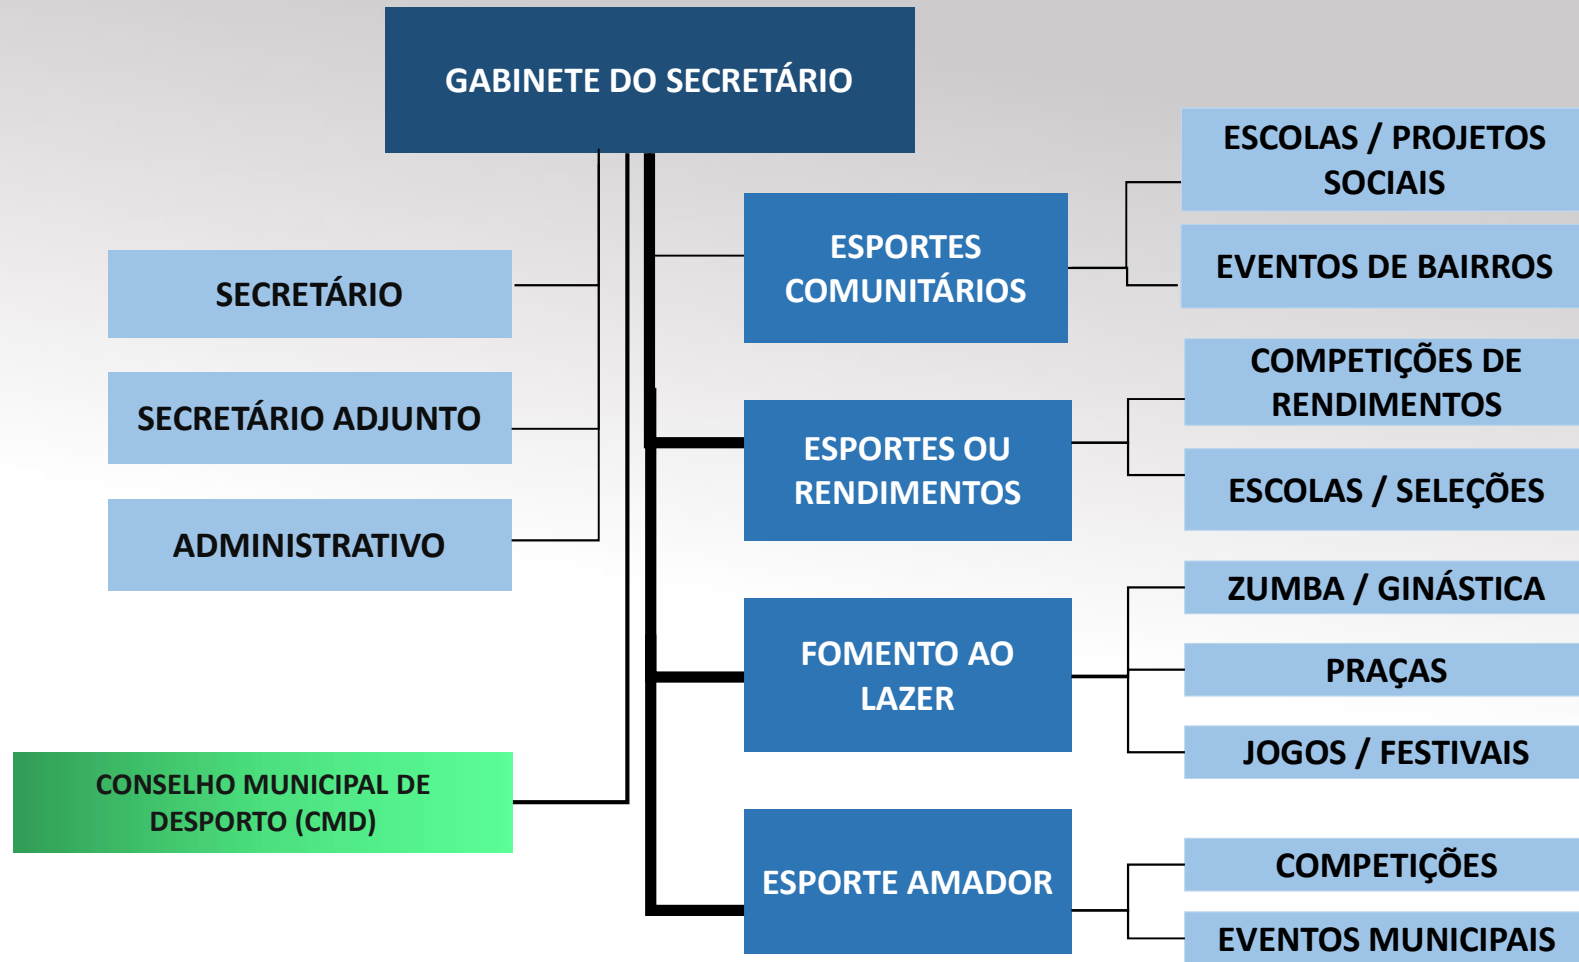 GABINETE DO SECRETÁRIO
SECRETÁRIO
SECRETÁRIO ADJUNTO
ADMINISTRATIVO
CONSELHO MUNICIPAL DE
DESPORTO (CMD)
ESPORTES
COMUNITÁRIOS
ESCOLAS / PROJETOS
SOCIAIS
EVENTOS DE BAIRROS
ESPORTES OU
RENDIMENTOS
COMPETIÇÕES DE
RENDIMENTOS
ESCOLAS / SELEÇÕES
FOMENTO AO
LAZER
ZUMBA / GINÁSTICA
PRAÇAS
JOGOS / FESTIVAIS
ESPORTE AMADOR
COMPETIÇÕES
EVENTOS MUNICIPAIS